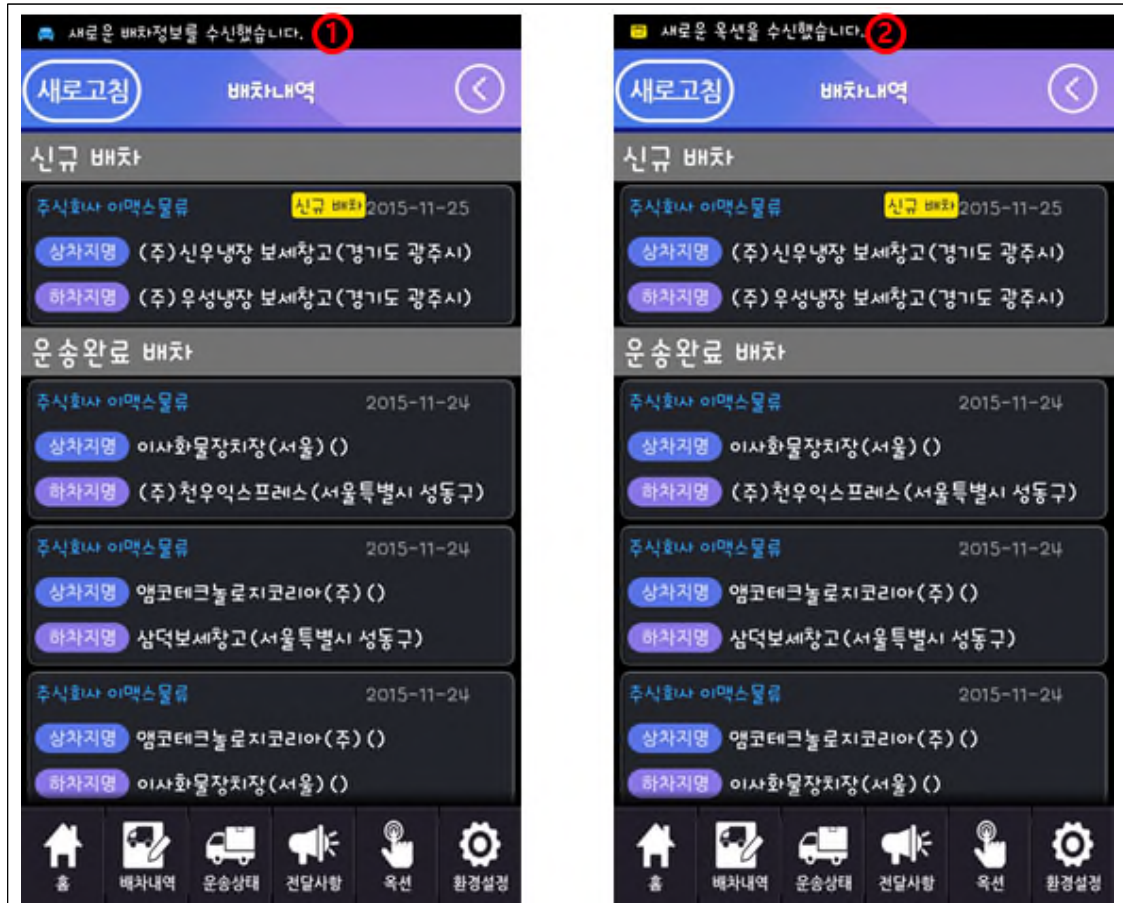 새로운 배차정보를 수신했습니다. 1
새로고침 배차내역
신규 배차
주식회사 이맥스물류 신규 배차 2015-11-25
상차지명 (주)신우냉장 보세창고(경기도 광주시)
하차지명 (주)우성냉장 보세창고(경기도 광주시)
운송완료 배차
주식회사 이맥스물류 2015-11-24
상차지명 이사화물장치장(서울)()
하차지명 (주)천우익스프레스(서울특별시 성동구)
주식회사 이맥스물류 2015-11-24
상차지명 앰코테크놀로지코리아(주)()
하차지명 삼덕보세창고(서울특별시 성동구)
주식회사 이맥스물류 2015-11-24
상차지명 앰코테크놀로지코리아(주)()
하차지명 이사화물장치장(서울)()
홈 배차내역 운송상태 전달사항 옥션 환경설정
새로운 옥션을 수신했습니다. 2
새로고침 배차내역
신규 배차
주식회사 이맥스물류 신규 배차 2015-11-25
상차지명 (주)신우냉장 보세창고(경기도 광주시)
하차지명 (주)우성냉장 보세창고(경기도 광주시)
운송완료 배차
주식회사 이맥스물류 2015-11-24
상차지명 이사화물장치장(서울)()
하차지명 (주)천우익스프레스(서울특별시 성동구)
주식회사 이맥스물류 2015-11-24
상차지명 앰코테크놀로지코리아(주)()
하차지명 삼덕보세창고(서울특별시 성동구)
주식회사 이맥스물류 2015-11-24
상차지명 앰코테크놀로지코리아(주)()
하차지명 이사화물장치장(서울)()
홈 배차내역 운송상태 전달사항 옥션 환경설정